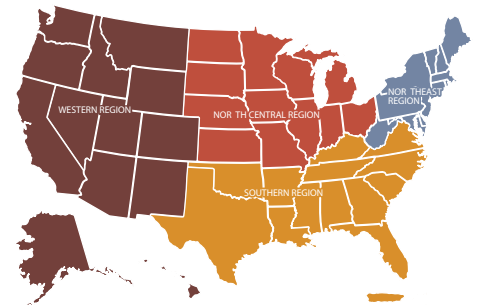 NOR THEAST
REGION
WESTERN REGION
NOR TH CENTRAL REGION
SOUTHERN REGION